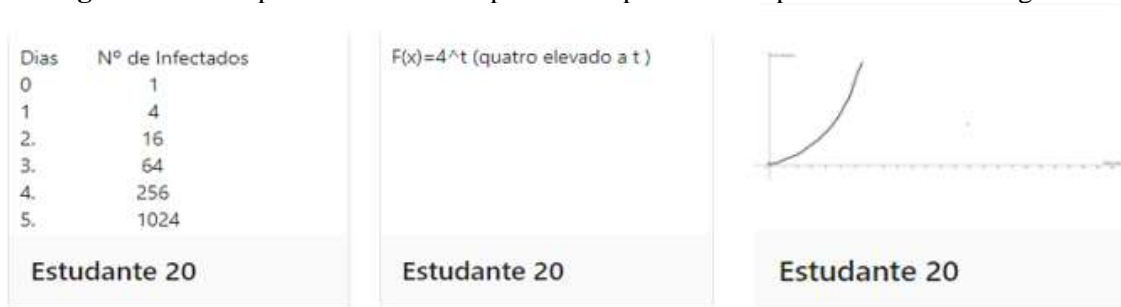 Dias Nº de Infectados
0 1
1 4
2. 16
3. 64
4. 256
5. 1024
Estudante 20
F(x)=4^t (quatro elevado a t )
Estudante 20
Estudante 20